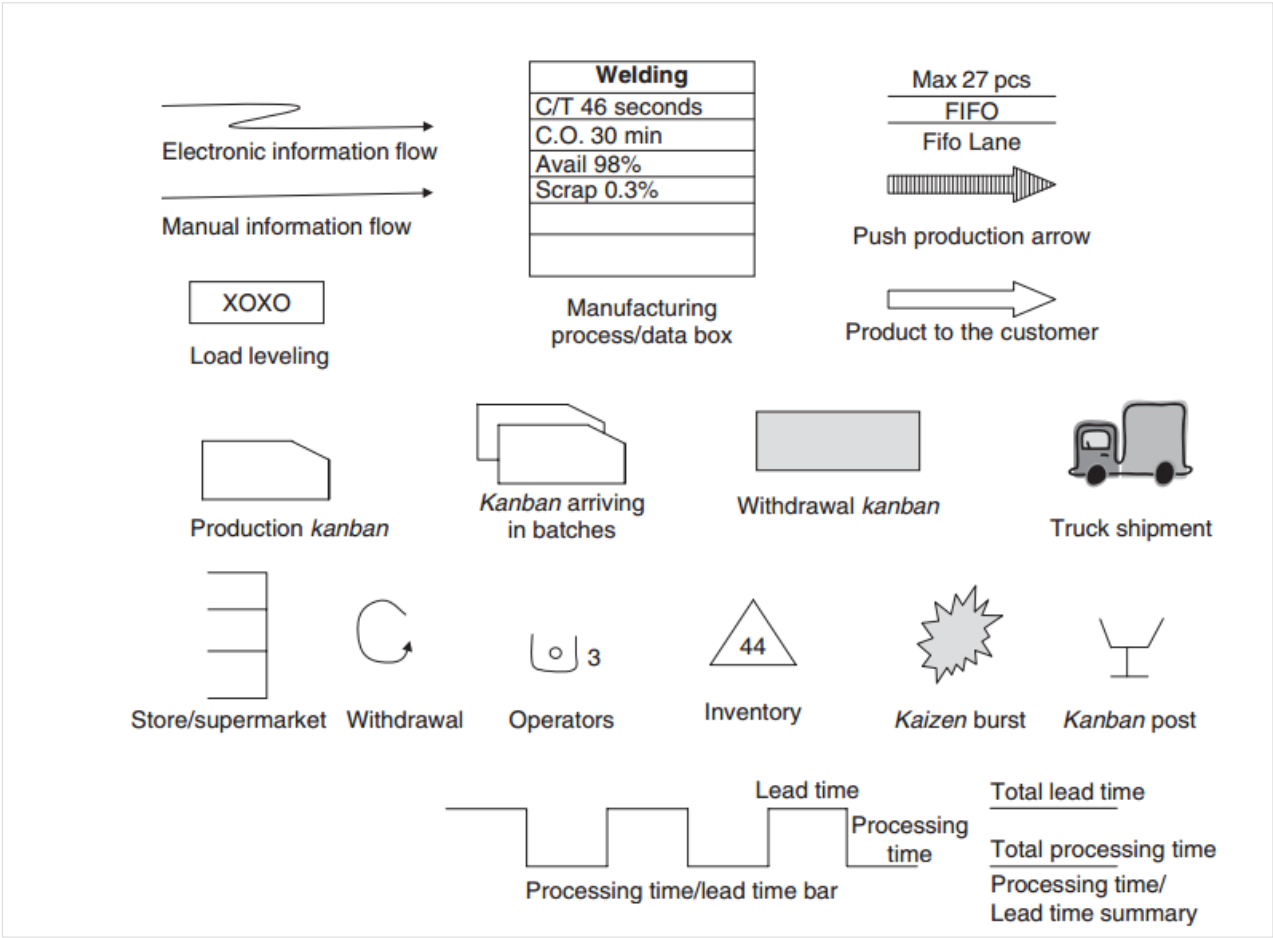 Electronic information flow
Manual information flow
XOXO
Load leveling
Welding
C/T 46 seconds
C.O. 30 min
Avail 98%
Scrap 0.3%
Manufacturing
process/data box
Max 27 pcs
FIFO
Fifo Lane
Push production arrow
Product to the customer
Production kanban
Kanban arriving
in batches
Withdrawal kanban
Truck shipment
Store/supermarket
Withdrawal
3
Operators
44
Inventory
Kaizen burst
Kanban post
Lead time
Processing
time
Processing time/lead time bar
Total lead time
Total processing time
Processing time/
Lead time summary